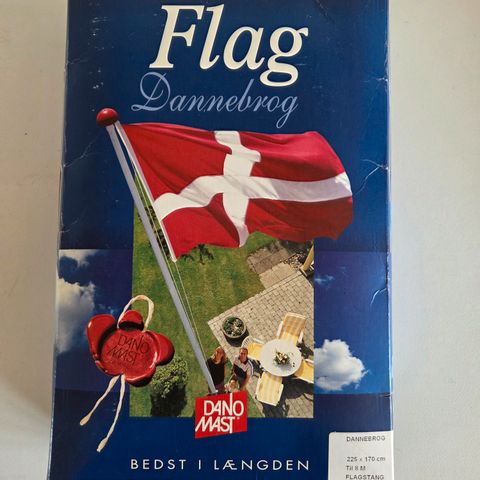 Flag
Dannebrog
DANO
MAST
DANO
MAST®
BEDST I LÆNGDEN
DANNEBROG
225 x 170 cm
Til 8 M
FLAGSTANG